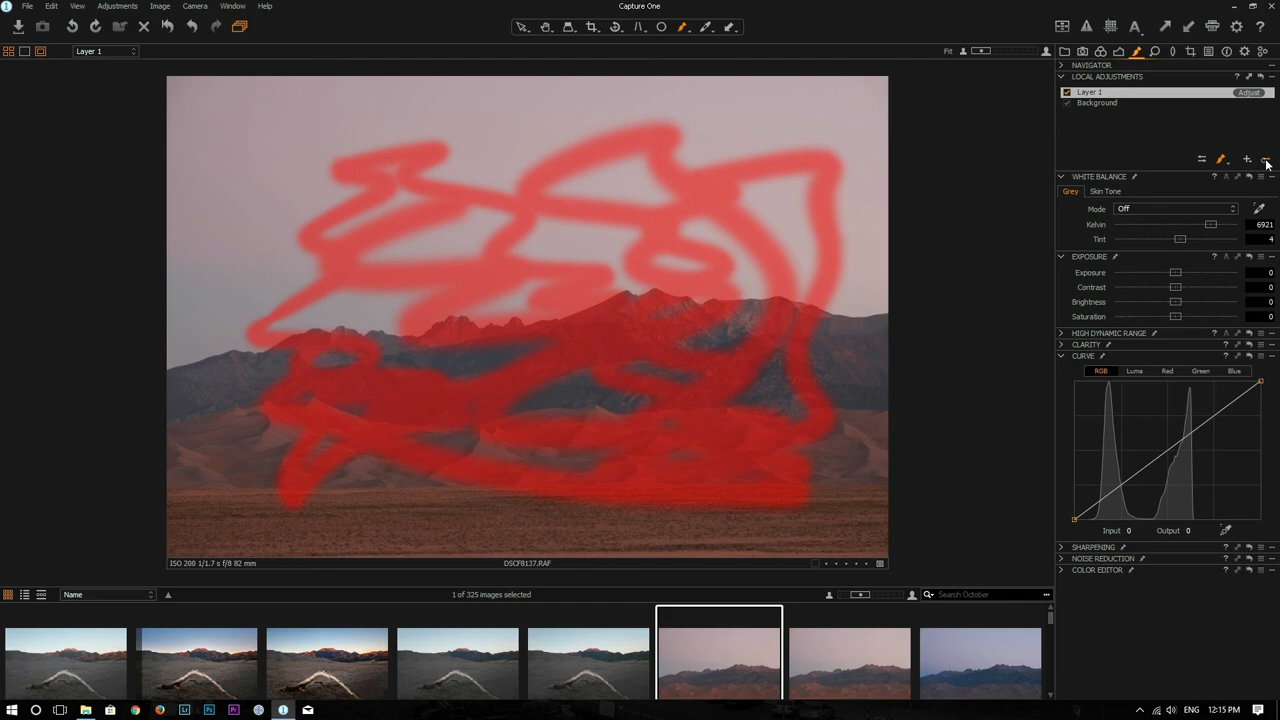 File Edit View Adjustments Image Camera Window Help Capture One
Layer 1 Fit
NAVIGATOR
LOCAL ADJUSTMENTS ?
Layer 1 Adjust
Background
WHITE BALANCE ? A
Grey Skin Tone
Mode Off
Kelvin 6921
Tint 4
EXPOSURE ? A
Exposure 0
Contrast 0
Brightness 0
Saturation 0
HIGH DYNAMIC RANGE ? A
CLARITY ?
CURVE ? A
RGB Luma Red Green Blue
Input 0 Output 0
SHARPENING ?
NOISE REDUCTION ?
COLOR EDITOR ?
ISO 200 1/1.7 s f/8 82 mm DSCF8137.RAF
Name 1 of 325 images selected Search October
ENG 12:15 PM